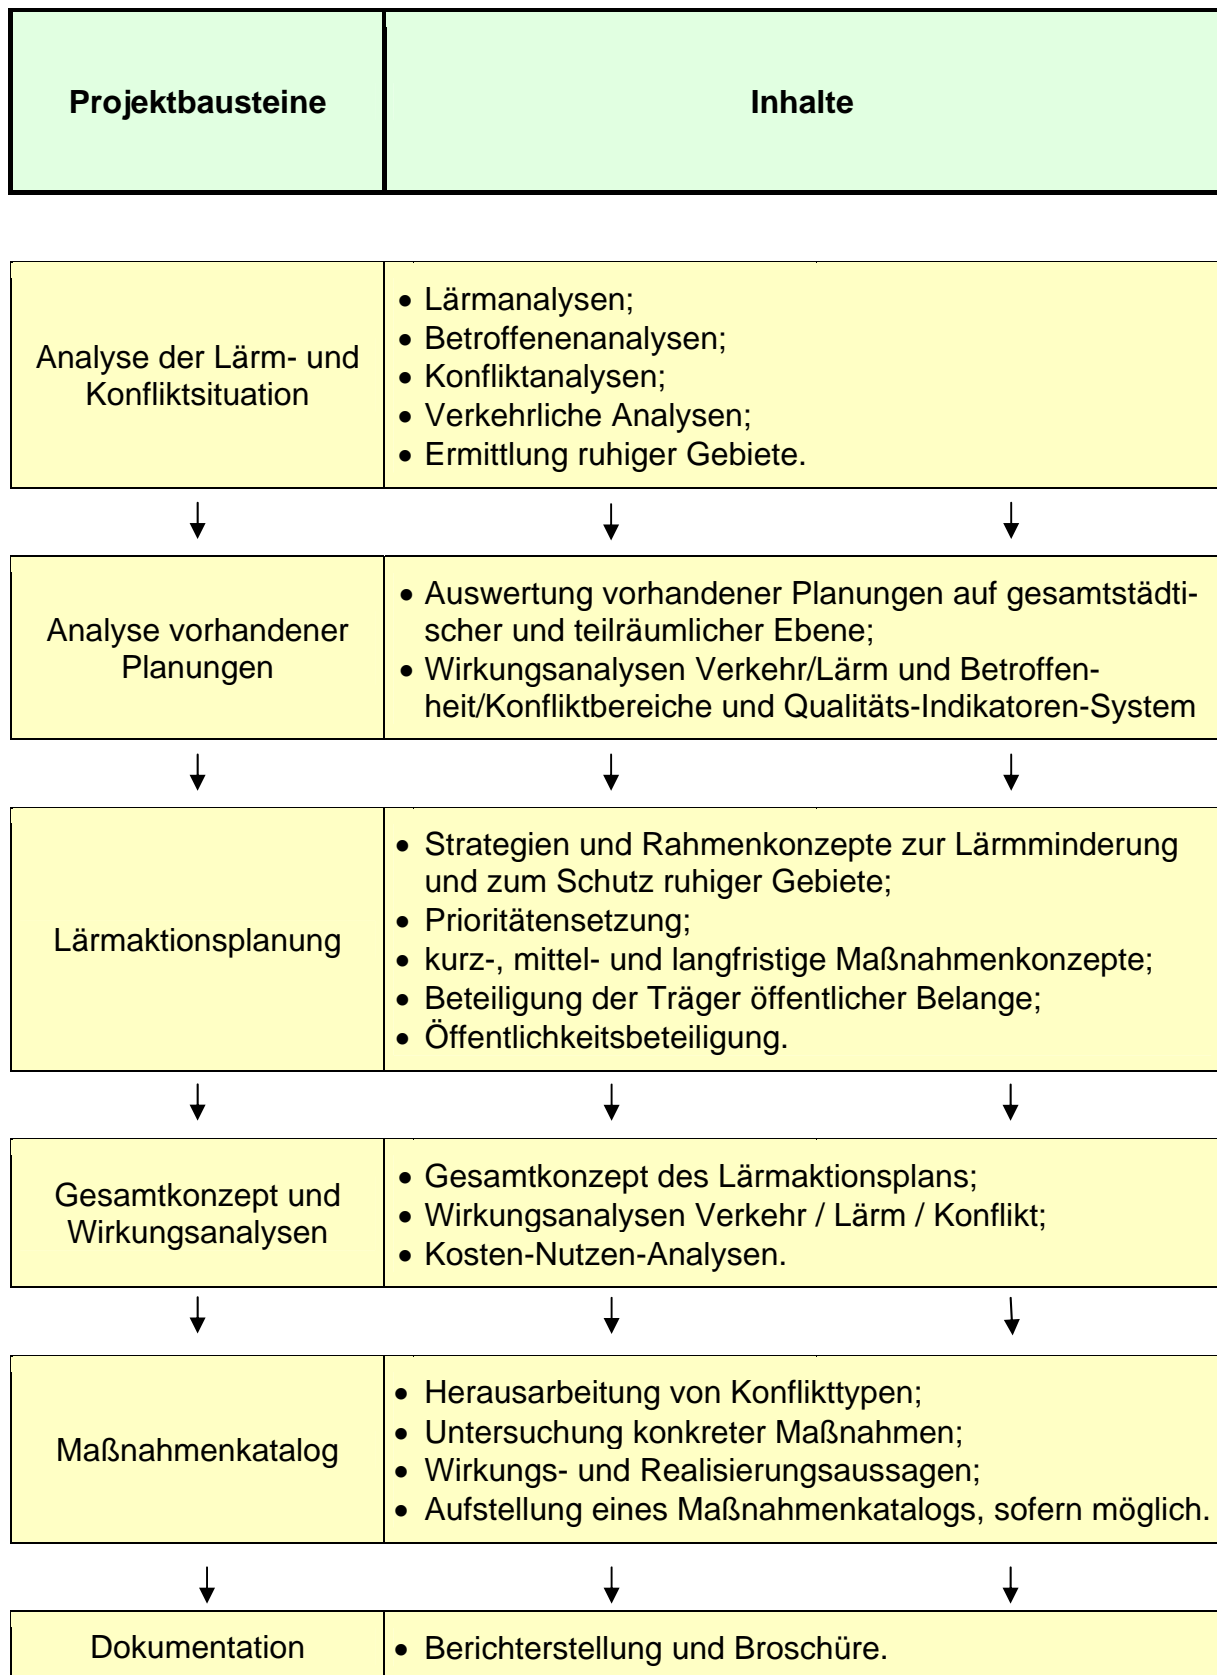 Projektbausteine
Inhalte
Analyse der Lärm- und
Konfliktsituation
• Lärmanalysen;
• Betroffenenanalysen;
• Konfliktanalysen;
• Verkehrliche Analysen;
• Ermittlung ruhiger Gebiete.
Analyse vorhandener
Planungen
• Auswertung vorhandener Planungen auf gesamtstädti-
scher und teilräumlicher Ebene;
• Wirkungsanalysen Verkehr/Lärm und Betroffen-
heit/Konfliktbereiche und Qualitäts-Indikatoren-System
Lärmaktionsplanung
• Strategien und Rahmenkonzepte zur Lärmminderung
und zum Schutz ruhiger Gebiete;
• Prioritätensetzung;
• kurz-, mittel- und langfristige Maßnahmenkonzepte;
• Beteiligung der Träger öffentlicher Belange;
• Öffentlichkeitsbeteiligung.
Gesamtkonzept und
Wirkungsanalysen
• Gesamtkonzept des Lärmaktionsplans;
• Wirkungsanalysen Verkehr / Lärm / Konflikt;
• Kosten-Nutzen-Analysen.
Maßnahmenkatalog
• Herausarbeitung von Konflikttypen;
• Untersuchung konkreter Maßnahmen;
• Wirkungs- und Realisierungsaussagen;
• Aufstellung eines Maßnahmenkatalogs, sofern möglich.
Dokumentation
• Berichterstellung und Broschüre.